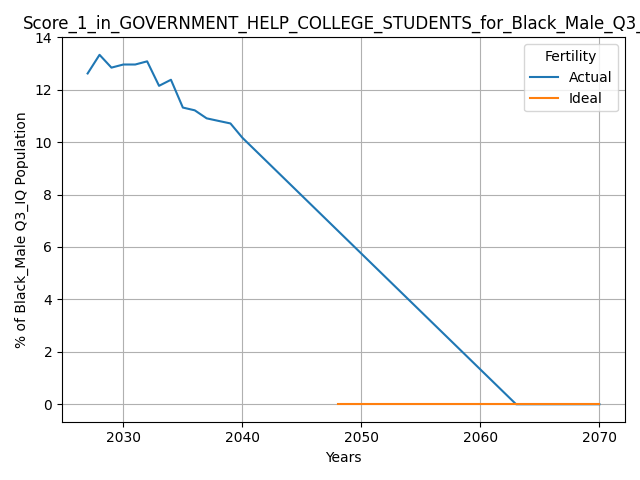 Score_1_in_GOVERNMENT_HELP_COLLEGE_STUDENTS_for_Black_Male_Q3_
Fertility
Actual
Ideal
% of Black_Male Q3_IQ Population
14
12
10
8
6
4
2
0
2030 2040 2050 2060 2070
Years